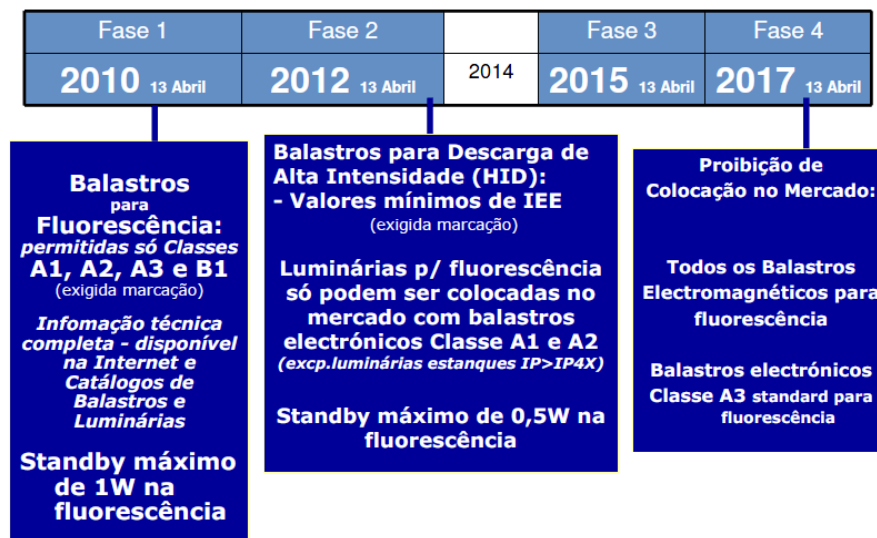 Fase 1
Fase 2
Fase 3
Fase 4
2010 13 Abril
2012 13 Abril
2014
2015 13 Abril
2017 13 Abril
Balastros
para
Fluorescência:
permitidas só Classes
A1, A2, A3 e B1
(exigida marcação)
Infomação técnica
completa - disponível
na Internet e
Catálogos de
Balastros e
Luminárias
Standby máximo
de 1W na
fluorescência
Balastros para Descarga de
Alta Intensidade (HID):
- Valores mínimos de IEE
(exigida marcação)
Luminárias p/ fluorescência
só podem ser colocadas no
mercado com balastros
electrónicos Classe A1 e A2
(excp.luminárias estanques IP>IP4X)
Standby máximo de 0,5W na
fluorescência
Proibição de
Colocação no Mercado:
Todos os Balastros
Electromagnéticos para
fluorescência
Balastros electrónicos
Classe A3 standard para
fluorescência